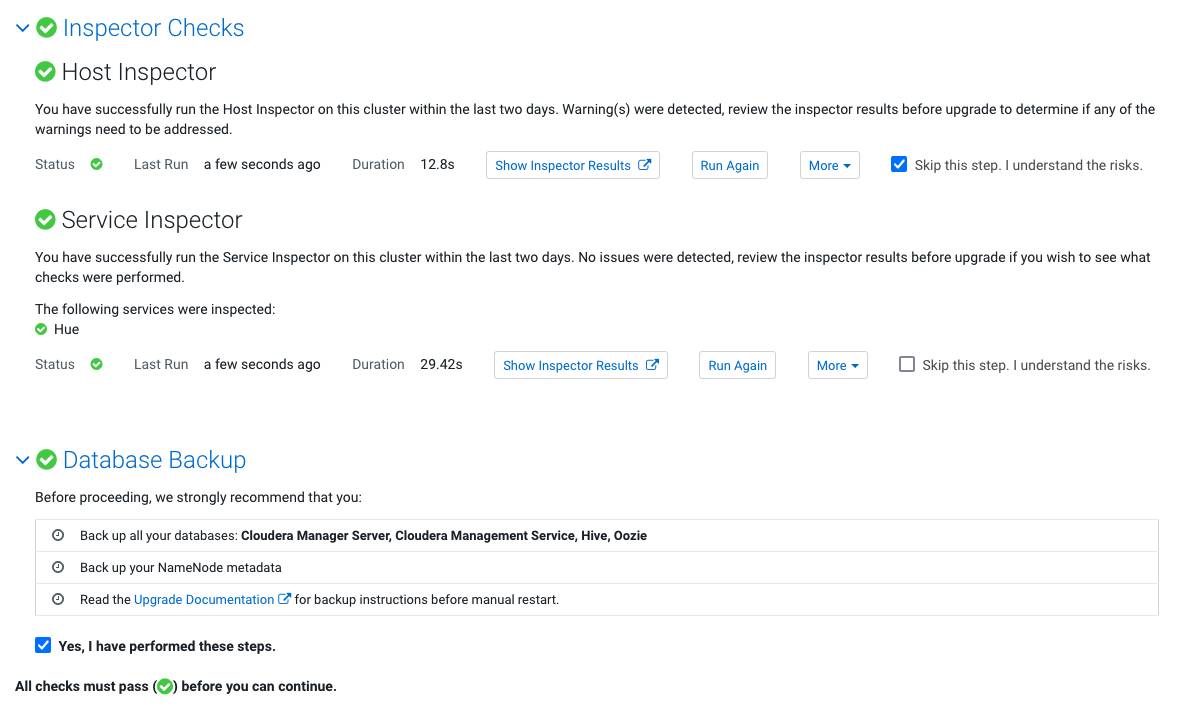 Inspector Checks
Host Inspector
You have successfully run the Host Inspector on this cluster within the last two days. Warning(s) were detected, review the inspector results before upgrade to determine if any of the
warnings need to be addressed.
Status Last Run a few seconds ago Duration 12.8s Show Inspector Results Run Again More Skip this step. I understand the risks.
Service Inspector
You have successfully run the Service Inspector on this cluster within the last two days. No issues were detected, review the inspector results before upgrade if you wish to see what
checks were performed.
The following services were inspected:
Hue
Status Last Run a few seconds ago Duration 29.42s Show Inspector Results Run Again More Skip this step. I understand the risks.
Database Backup
Before proceeding, we strongly recommend that you:
Back up all your databases: Cloudera Manager Server, Cloudera Management Service, Hive, Oozie
Back up your NameNode metadata
Read the Upgrade Documentation for backup instructions before manual restart.
Yes, I have performed these steps.
All checks must pass () before you can continue.